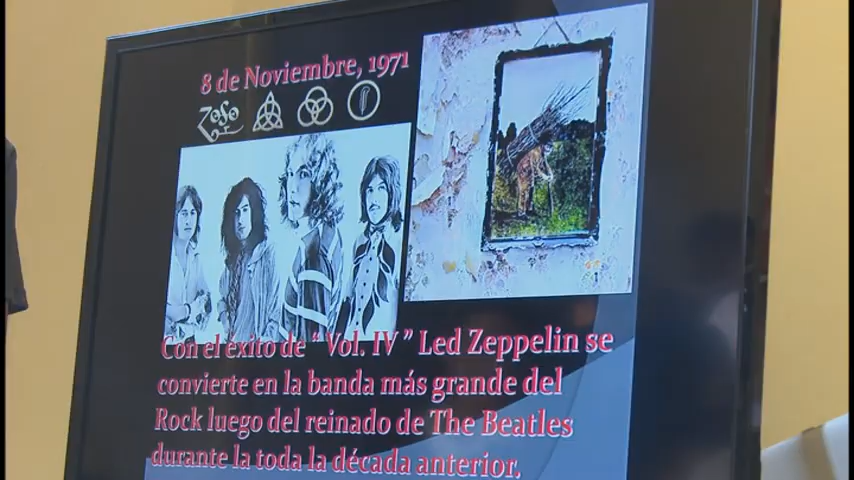 8 de Noviembre, 1971
Zoso
Con el éxito de “ Vol. IV ” Led Zeppelin se
convierte en la banda más grande del
Rock luego del reinado de The Beatles
durante la toda la década anterior.